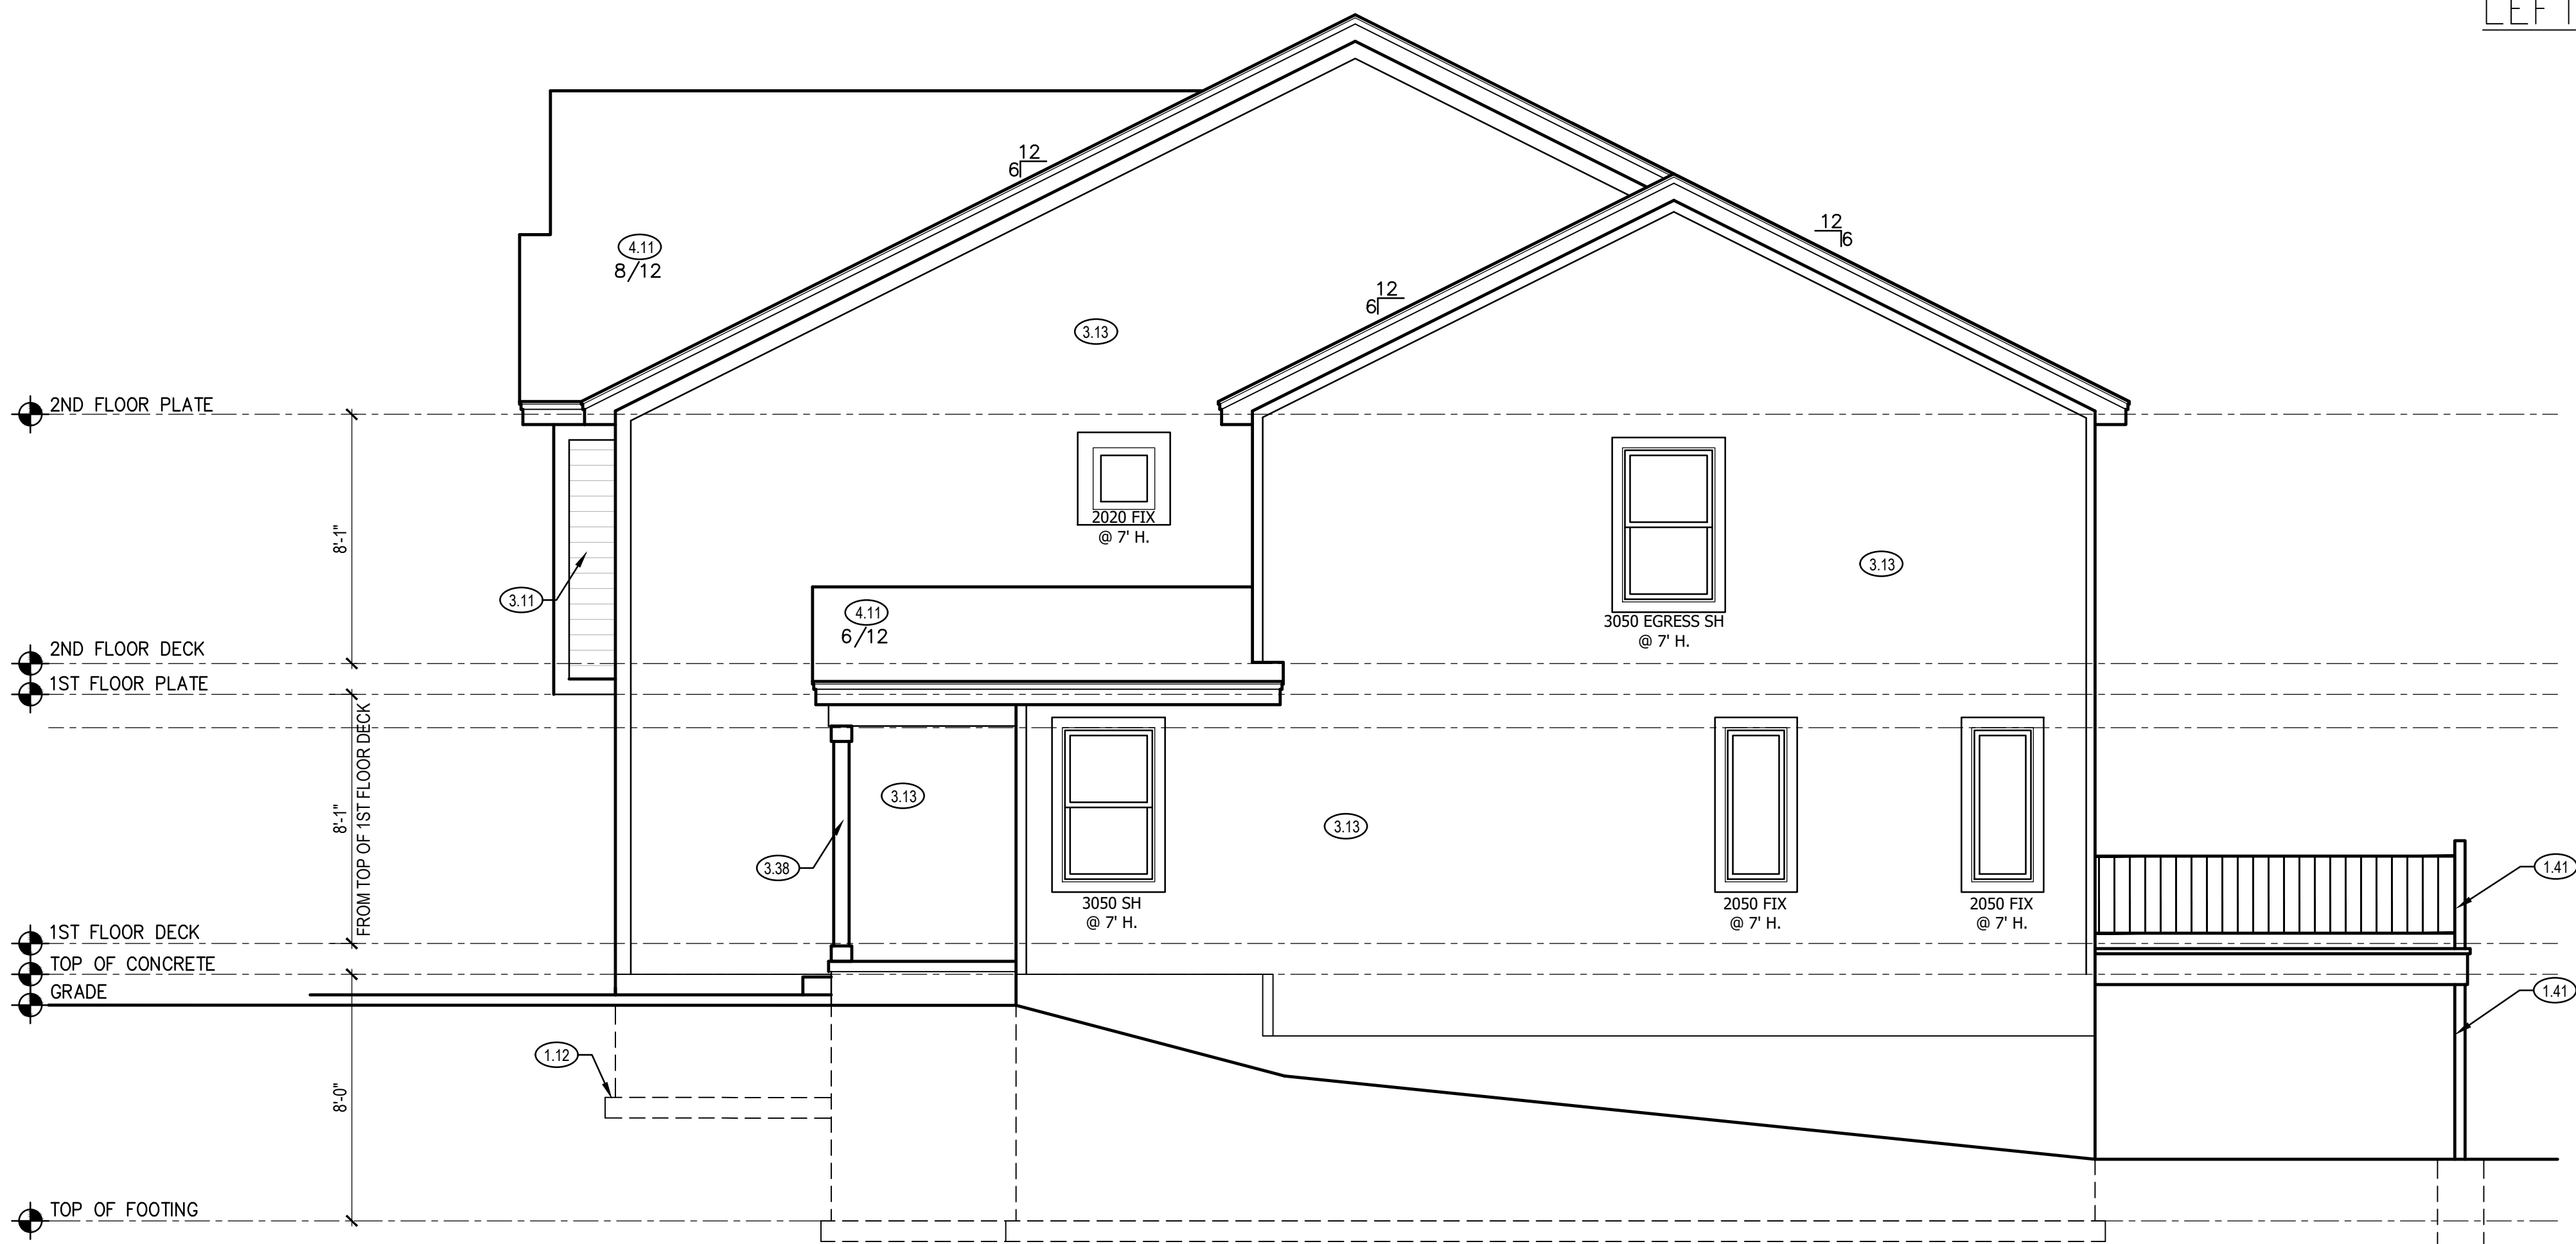 LEFT
12
6
12
6
4.11
8/12
12
6
3.13
2ND FLOOR PLATE
8'-1"
2020 FIX
@ 7' H.
3.13
3.11
4.11
6/12
3050 EGRESS SH
@ 7' H.
2ND FLOOR DECK
1ST FLOOR PLATE
8'-1"
FROM TOP OF 1ST FLOOR DECK
3.13
3.13
3.38
1.41
3050 SH
@ 7' H.
2050 FIX
@ 7' H.
2050 FIX
@ 7' H.
1ST FLOOR DECK
TOP OF CONCRETE
GRADE
1.41
1.12
8'-0"
TOP OF FOOTING